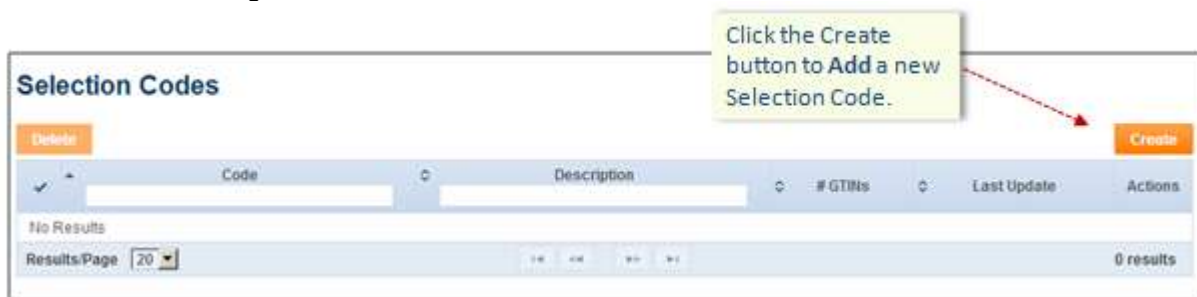 Click the Create
button to Add a new
Selection Code.
Selection Codes
Delete
Create
Code
Description
# GTINs
Last Update
Actions
No Results
Results/Page 20
0 results